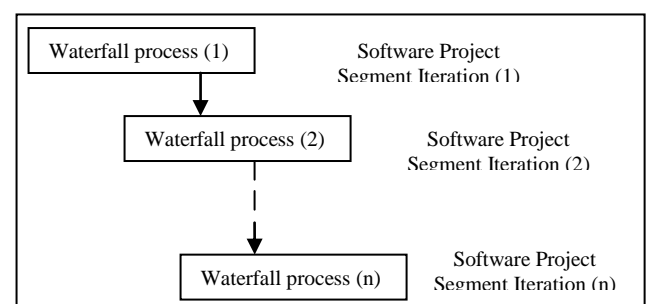 Waterfall process (1)
Software Project
Segment Iteration (1)
Waterfall process (2)
Software Project
Segment Iteration (2)
Waterfall process (n)
Software Project
Segment Iteration (n)